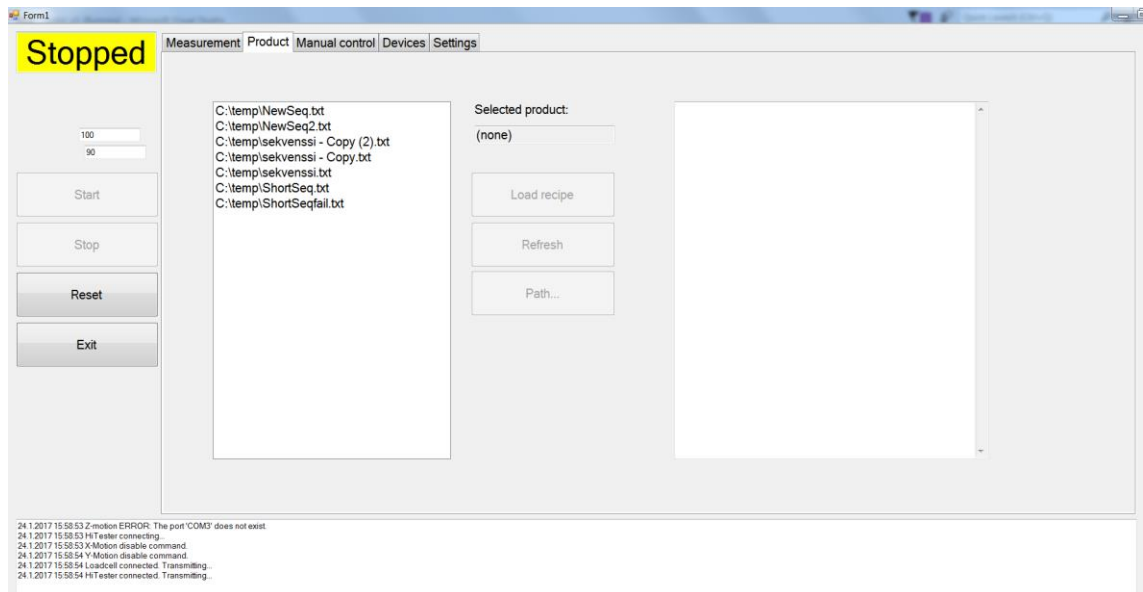 Form1
Stopped
Measurement Product Manual control Devices Settings
100
90
Start
Stop
Reset
Exit
C:\temp\NewSeq.txt
C:\temp\NewSeq2.txt
C:\temp\sekvenssi - Copy (2).txt
C:\temp\sekvenssi - Copy.txt
C:\temp\sekvenssi.txt
C:\temp\ShortSeq.txt
C:\temp\ShortSeqfail.txt
Selected product:
(none)
Load recipe
Refresh
Path...
24.1.2017 15:58:53 Z-motion ERROR: The port 'COM3' does not exist.
24.1.2017 15:58:53 HiTester connecting...
24.1.2017 15:58:53 X-Motion disable command.
24.1.2017 15:58:54 Y-Motion disable command.
24.1.2017 15:58:54 Loadcell connected. Transmitting...
24.1.2017 15:58:54 HiTester connected. Transmitting...